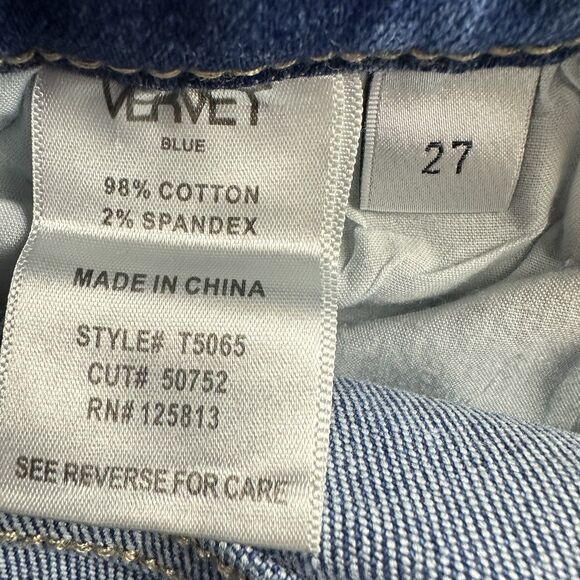 VERVET
BLUE
98% COTTON
2% SPANDEX
MADE IN CHINA
STYLE# T5065
CUT# 50752
RN# 125813
SEE REVERSE FOR CARE
27